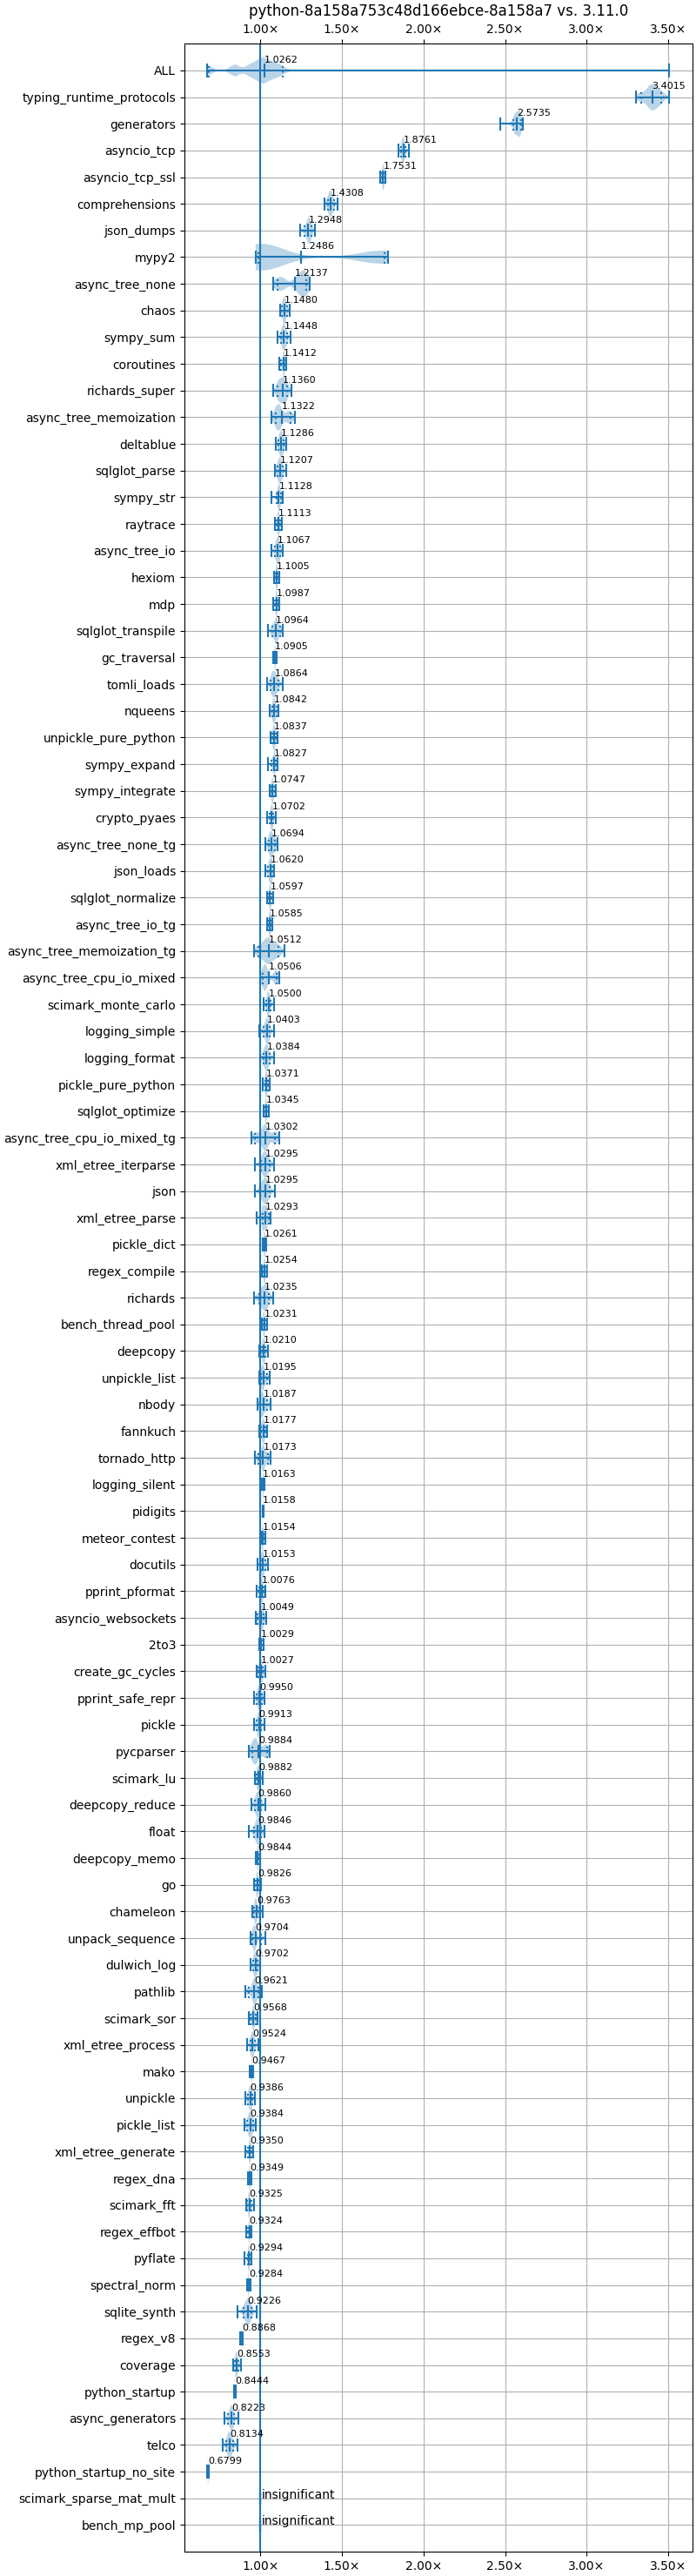 python-8a158a753c48d166ebce-8a158a7 vs. 3.11.0
1.00× 1.50× 2.00× 2.50× 3.00× 3.50×
ALL 1.0262
typing_runtime_protocols 3.4015
generators 2.5735
asyncio_tcp 1.8761
asyncio_tcp_ssl 1.7531
comprehensions 1.4308
json_dumps 1.2948
mypy2 1.2486
async_tree_none 1.2137
chaos 1.1480
sympy_sum 1.1448
coroutines 1.1412
richards_super 1.1360
async_tree_memoization 1.1322
deltablue 1.1286
sqlglot_parse 1.1207
sympy_str 1.1128
raytrace 1.1113
async_tree_io 1.1067
hexiom 1.1005
mdp 1.0987
sqlglot_transpile 1.0964
gc_traversal 1.0905
tomli_loads 1.0864
nqueens 1.0842
unpickle_pure_python 1.0837
sympy_expand 1.0827
sympy_integrate 1.0747
crypto_pyaes 1.0702
async_tree_none_tg 1.0694
json_loads 1.0620
sqlglot_normalize 1.0597
async_tree_io_tg 1.0585
async_tree_memoization_tg 1.0512
async_tree_cpu_io_mixed 1.0506
scimark_monte_carlo 1.0500
logging_simple 1.0403
logging_format 1.0384
pickle_pure_python 1.0371
sqlglot_optimize 1.0345
async_tree_cpu_io_mixed_tg 1.0302
xml_etree_iterparse 1.0295
json 1.0295
xml_etree_parse 1.0293
pickle_dict 1.0261
regex_compile 1.0254
richards 1.0235
bench_thread_pool 1.0231
deepcopy 1.0210
unpickle_list 1.0195
nbody 1.0187
fannkuch 1.0177
tornado_http 1.0173
logging_silent 1.0163
pidigits 1.0158
meteor_contest 1.0154
docutils 1.0153
pprint_pformat 1.0076
asyncio_websockets 1.0049
2to3 1.0029
create_gc_cycles 1.0027
pprint_safe_repr 0.9950
pickle 0.9913
pycparser 0.9884
scimark_lu 0.9882
deepcopy_reduce 0.9860
float 0.9846
deepcopy_memo 0.9844
go 0.9826
chameleon 0.9763
unpack_sequence 0.9704
dulwich_log 0.9702
pathlib 0.9621
scimark_sor 0.9568
xml_etree_process 0.9524
mako 0.9467
unpickle 0.9386
pickle_list 0.9384
xml_etree_generate 0.9350
regex_dna 0.9349
scimark_fft 0.9325
regex_effbot 0.9324
pyflate 0.9294
spectral_norm 0.9284
sqlite_synth 0.9226
regex_v8 0.8868
coverage 0.8553
python_startup 0.8444
async_generators 0.8223
telco 0.8134
python_startup_no_site 0.6799
scimark_sparse_mat_mult insignificant
bench_mp_pool insignificant
1.00× 1.50× 2.00× 2.50× 3.00× 3.50×